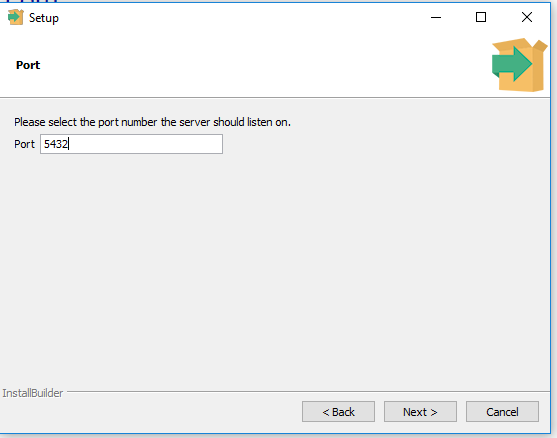 Setup
Port
Please select the port number the server should listen on.
Port 5432
InstallBuilder
< Back Next > Cancel